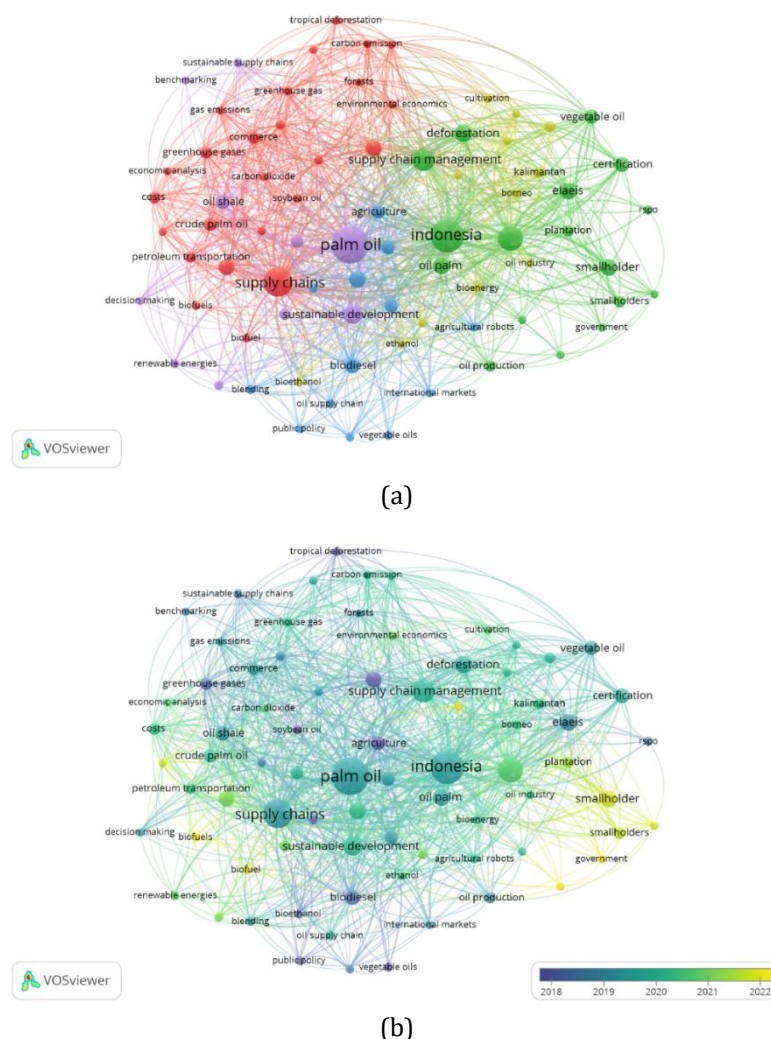 tropical deforestation
carbon emission
sustainable supply chains
benchmarking
greenhouse gas
forests
cultivation
environmental economics
gas emissions
vegetable oil
commerce
deforestation
greenhouse gases
supply chain management
certification
economic analysis
carbon dioxide
kalimantan
costs
oil shale
soybean oil
borneo
elaeis
agriculture
rspo
crude palm oil
palm oil
indonesia
plantation
petroleum transportation
oil palm
oil industry
smallholder
supply chains
bioenergy
decision making
biofuels
sustainable development
agricultural robots
smallholders
biofuel
ethanol
government
renewable energies
bioethanol
biodiesel
oil production
blending
oil supply chain
international markets
public policy
vegetable oils
VOSviewer
(a)
tropical deforestation
carbon emission
sustainable supply chains
benchmarking
greenhouse gas
forests
cultivation
environmental economics
gas emissions
vegetable oil
commerce
deforestation
greenhouse gases
supply chain management
certification
economic analysis
carbon dioxide
kalimantan
costs
oil shale
soybean oil
borneo
elaeis
agriculture
rspo
crude palm oil
palm oil
indonesia
plantation
petroleum transportation
oil palm
oil industry
smallholder
supply chains
bioenergy
decision making
biofuels
sustainable development
agricultural robots
smallholders
biofuel
ethanol
government
renewable energies
bioethanol
biodiesel
oil production
blending
oil supply chain
international markets
public policy
vegetable oils
VOSviewer
2018 2019 2020 2021 2022
(b)